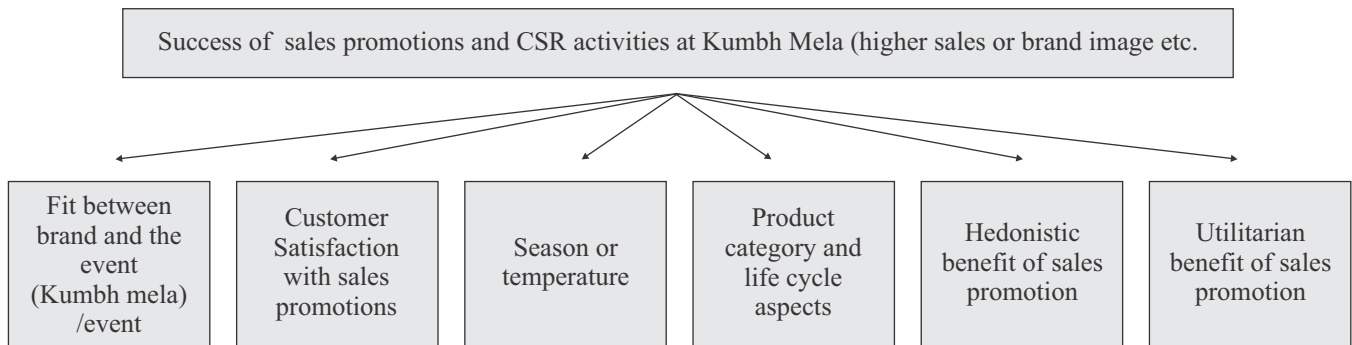 Success of sales promotions and CSR activities at Kumbh Mela (higher sales or brand image etc.
Fit between
brand and the
event
(Kumbh mela)
/event
Customer
Satisfaction
with sales
promotions
Season or
temperature
Product
category and
life cycle
aspects
Hedonistic
benefit of sales
promotion
Utilitarian
benefit of sales
promotion